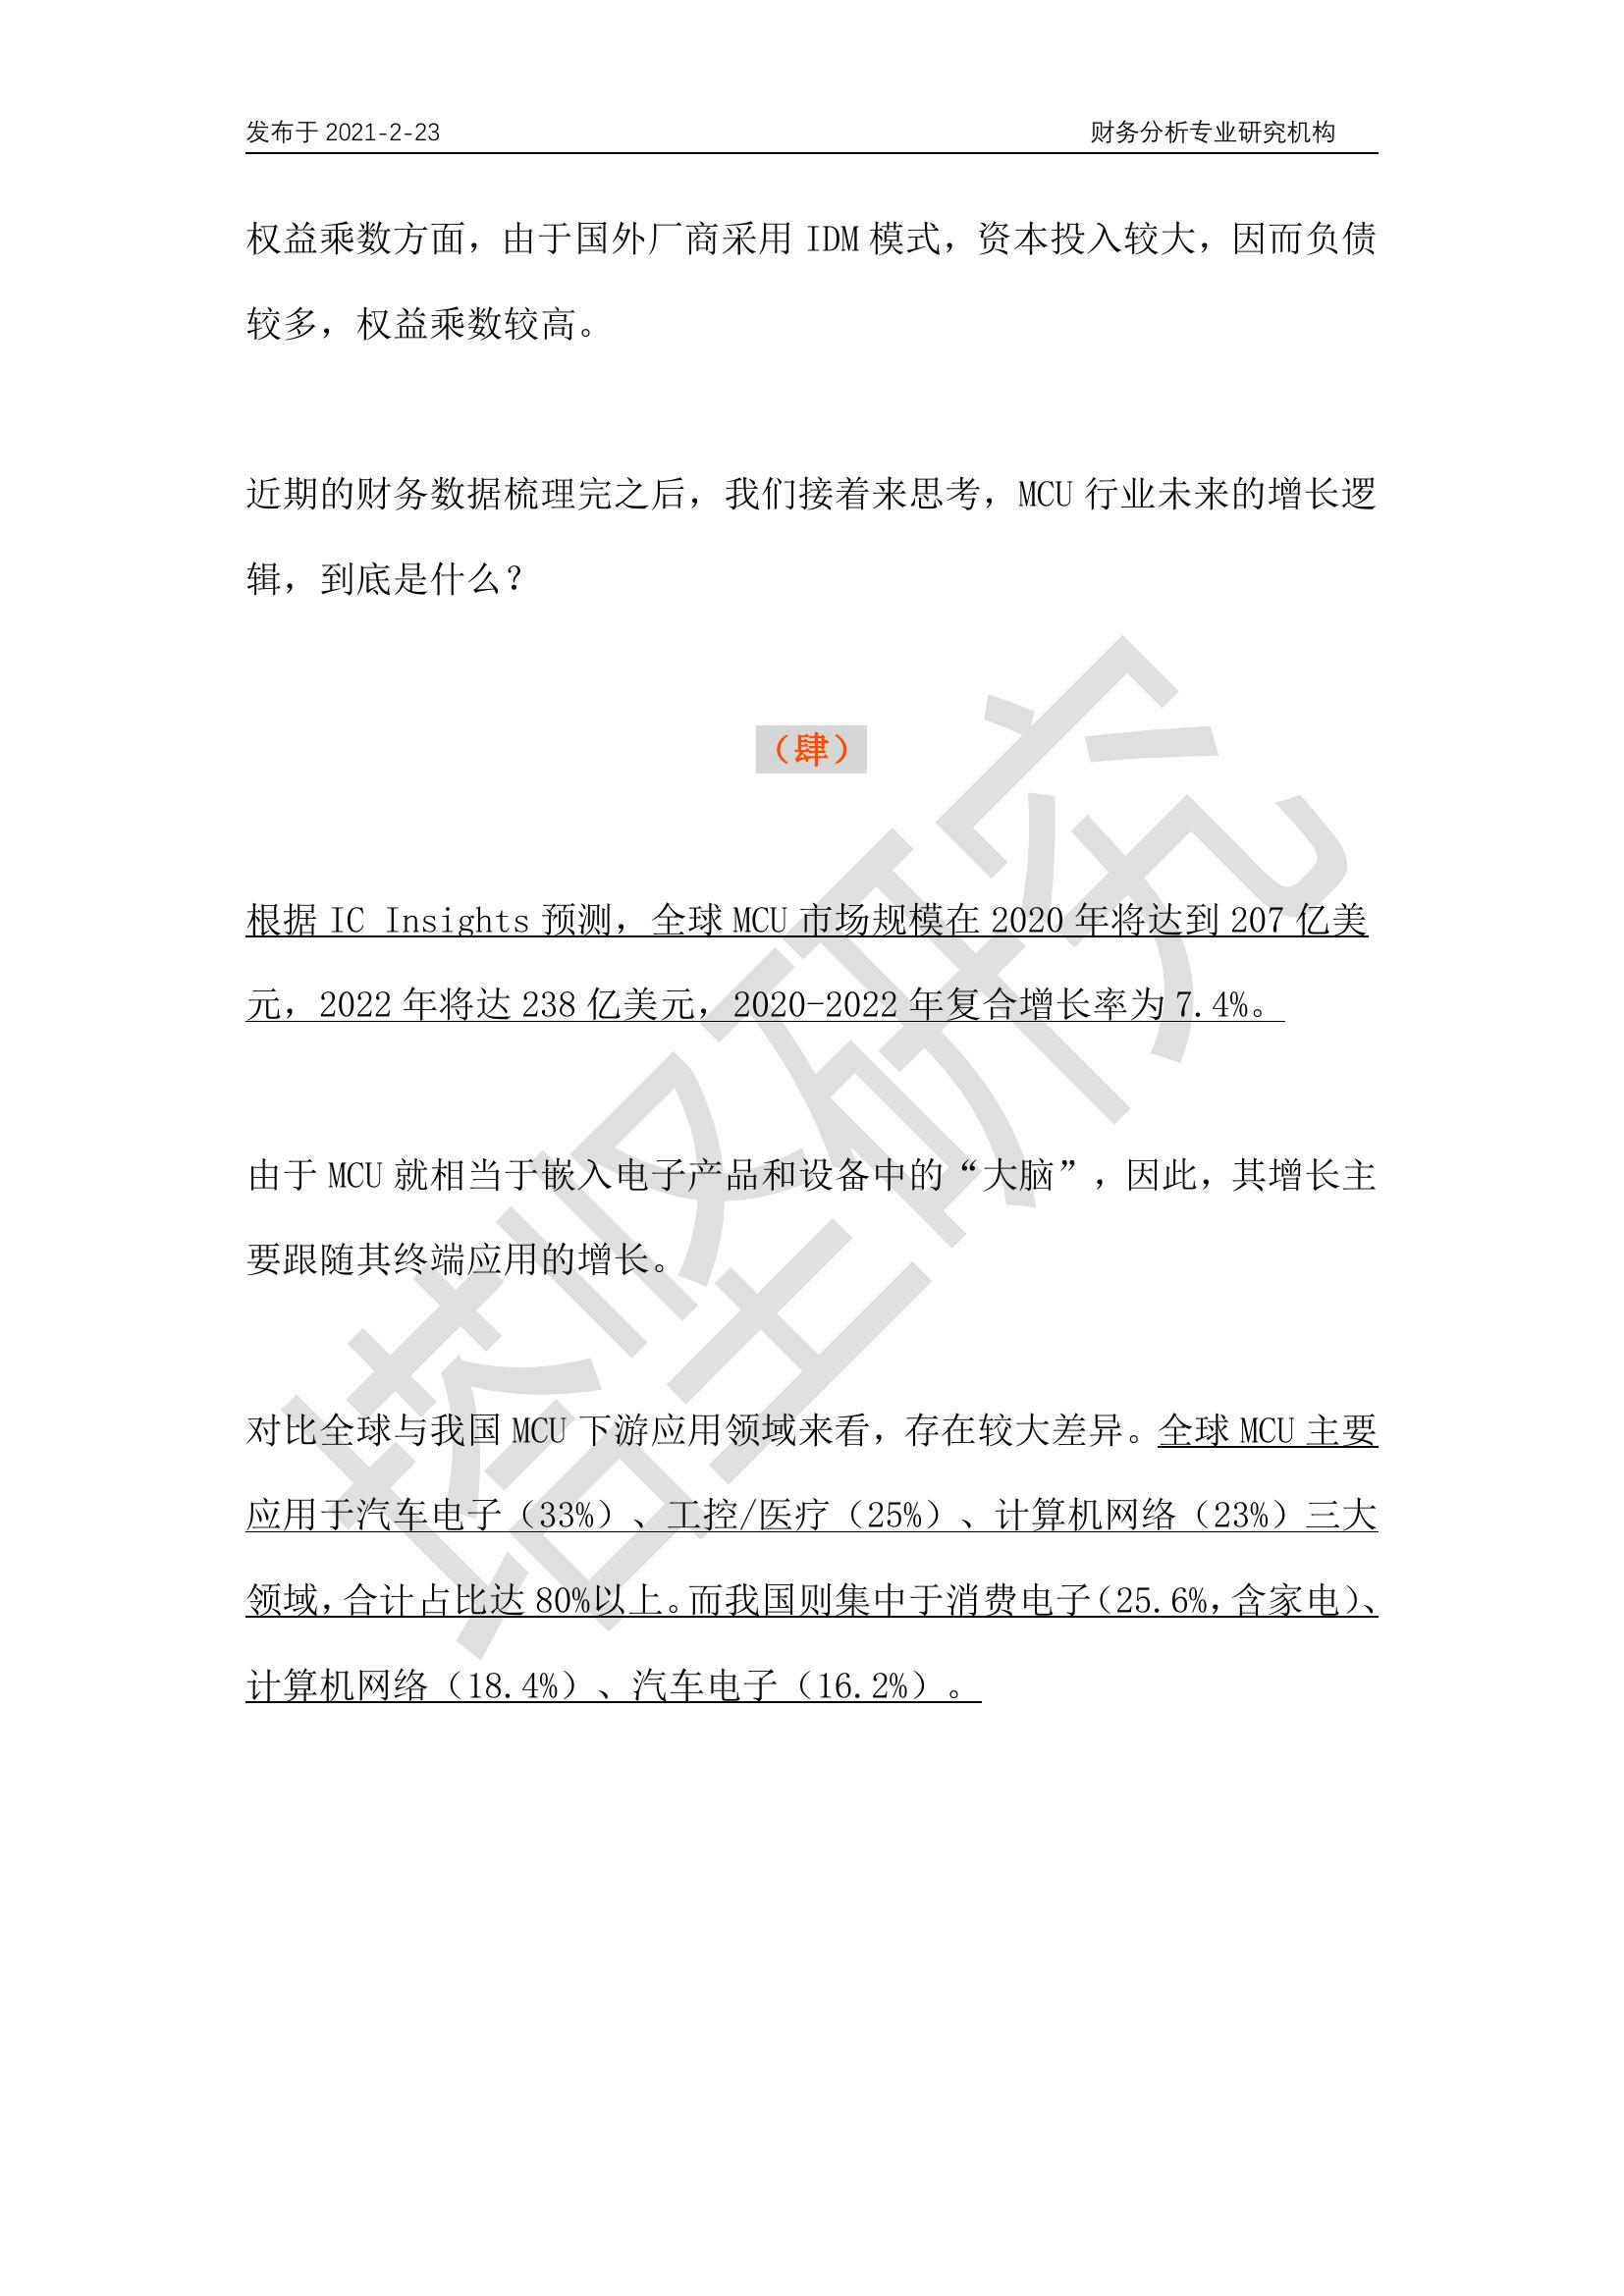 发布于 2021-2-23 财务分析专业研究机构
权益乘数方面，由于国外厂商采用 IDM 模式，资本投入较大，因而负债
较多，权益乘数较高。
近期的财务数据梳理完之后，我们接着来思考，MCU 行业未来的增长逻
辑，到底是什么？
（肆）
根据 IC Insights 预测，全球 MCU 市场规模在 2020 年将达到 207 亿美
元，2022 年将达 238 亿美元，2020-2022 年复合增长率为 7.4%。
由于 MCU 就相当于嵌入电子产品和设备中的“大脑”，因此，其增长主
要跟随其终端应用的增长。
对比全球与我国 MCU 下游应用领域来看，存在较大差异。全球 MCU 主要
应用于汽车电子（33%）、工控/医疗（25%）、计算机网络（23%）三大
领域，合计占比达 80%以上。而我国则集中于消费电子（25.6%，含家电）、
计算机网络（18.4%）、汽车电子（16.2%）。
塔坚研究